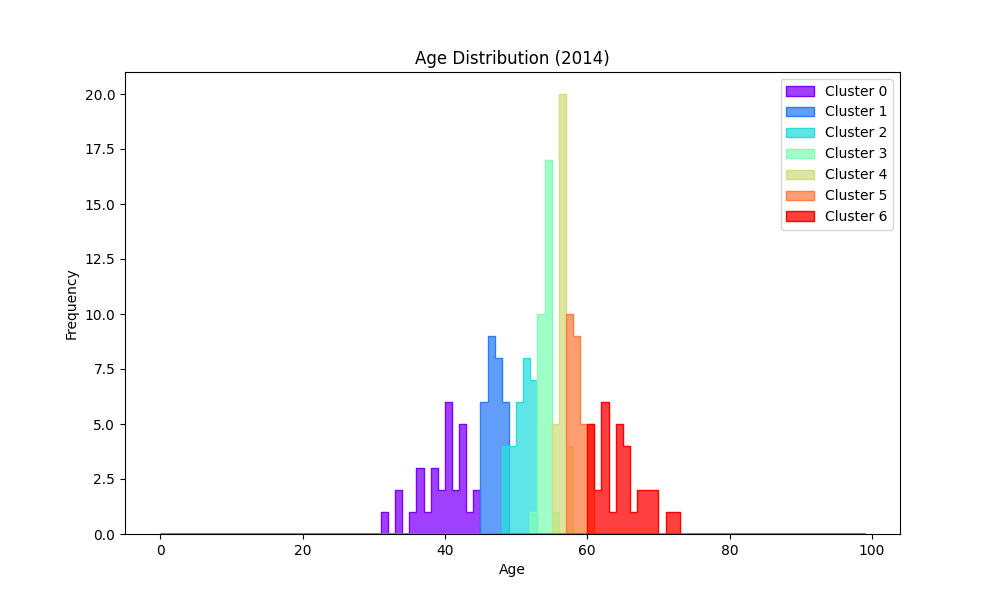 Age Distribution (2014)
Cluster 0
Cluster 1
Cluster 2
Cluster 3
Cluster 4
Cluster 5
Cluster 6
20.0
17.5
15.0
12.5
10.0
7.5
5.0
2.5
0.0
Frequency
0 20 40 60 80 100
Age